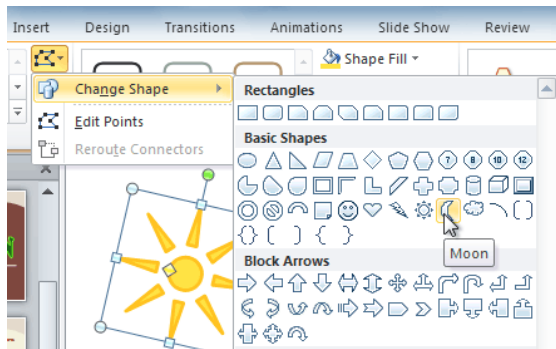 Insert Design Transitions Animations Slide Show Review
Shape Fill
Change Shape
Edit Points
Reroute Connectors
Rectangles
Basic Shapes
7 8 10 12
Moon
Block Arrows